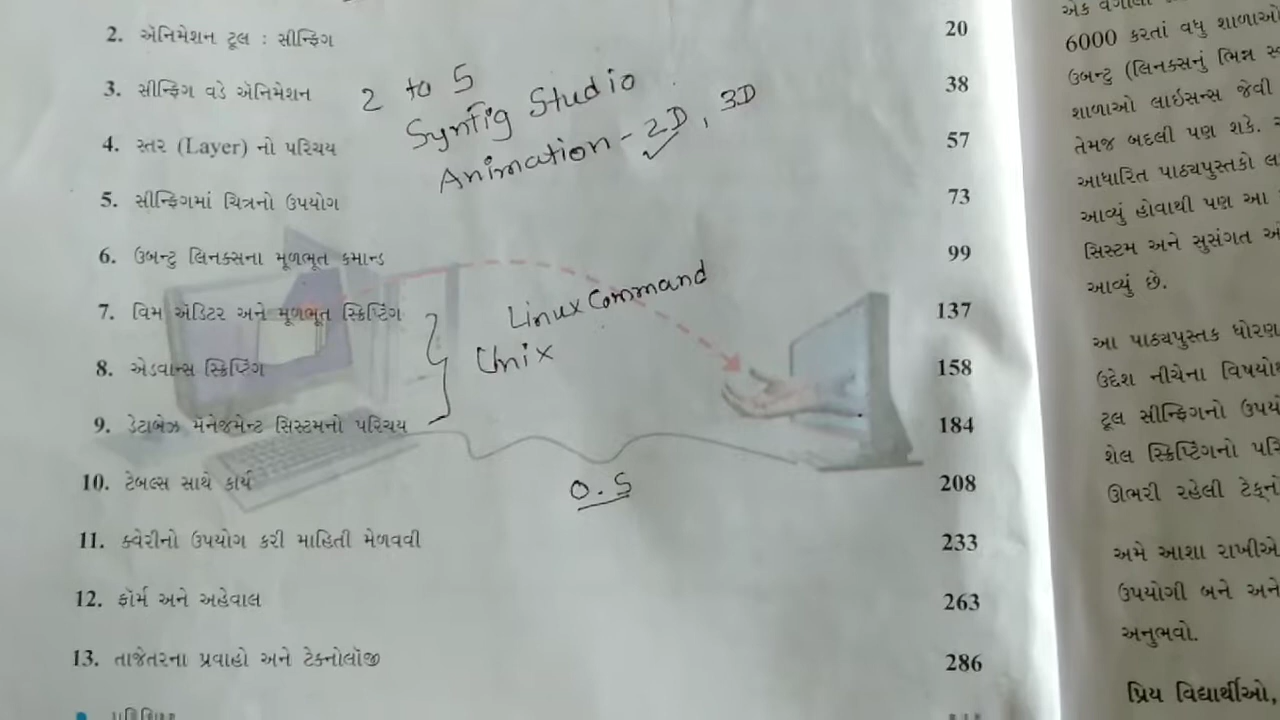 2. ઍનિમેશન ટૂલ : સીન્ફિગ 20
3. સીન્ફિગ વડે ઍનિમેશન 38
2 to 5
Synfig Studio
Animation - 2D, 3D
4. સ્તર (Layer) નો પરિચય 57
5. સીન્ફિગમાં ચિત્રનો ઉપયોગ 73
6. ઉબન્ટુ લિનક્સના મૂળભૂત કમાન્ડ 99
7. વિમ ઍડિટર અને મૂળભૂત સ્ક્રિપ્ટિંગ 137
Linux Command
Unix
8. એડવાન્સ સ્ક્રિપ્ટિંગ 158
9. ડેટાબેઝ મૅનેજમૅન્ટ સિસ્ટમનો પરિચય 184
10. ટેબલ્સ સાથે કાર્ય 208
O.S
11. ક્વેરીનો ઉપયોગ કરી માહિતી મેળવવી 233
12. ફૉર્મ અને અહેવાલ 263
13. તાજેતરના પ્રવાહો અને ટેક્નોલૉજી 286
એક
6000 કરતાં વધુ શાળાઓ
ઉબન્ટુ (લિનક્સનું ભિન્ન
શાળાઓ લાઇસન્સ જેવી
તેમજ બદલી પણ શકે.
આધારિત પાઠ્યપુસ્તકો
આવ્યું હોવાથી પણ આ
સિસ્ટમ અને સુસંગત
આવ્યું છે.
આ પાઠ્યપુસ્તક ધોરણ
ઉદ્દેશ નીચેના
ટૂલ સીન્ફિગનો
શેલ સ્ક્રિપ્ટિંગનો
ઊભરી રહેલી
અમે આશા રાખીએ
ઉપયોગી બને અને
અનુભવો.
પ્રિય વિદ્યાર્થીઓ,